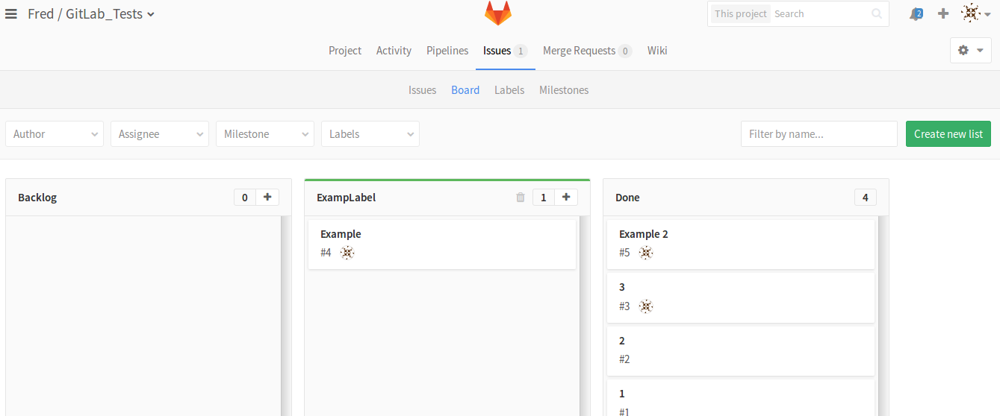 Fred / GitLab_Tests
This project Search
2
Project Activity Pipelines Issues 1 Merge Requests 0 Wiki
Issues Board Labels Milestones
Author Assignee Milestone Labels Filter by name... Create new list
Backlog 0
ExampLabel 1
Done 4
Example
#4
Example 2
#5
3
#3
2
#2
1
#1